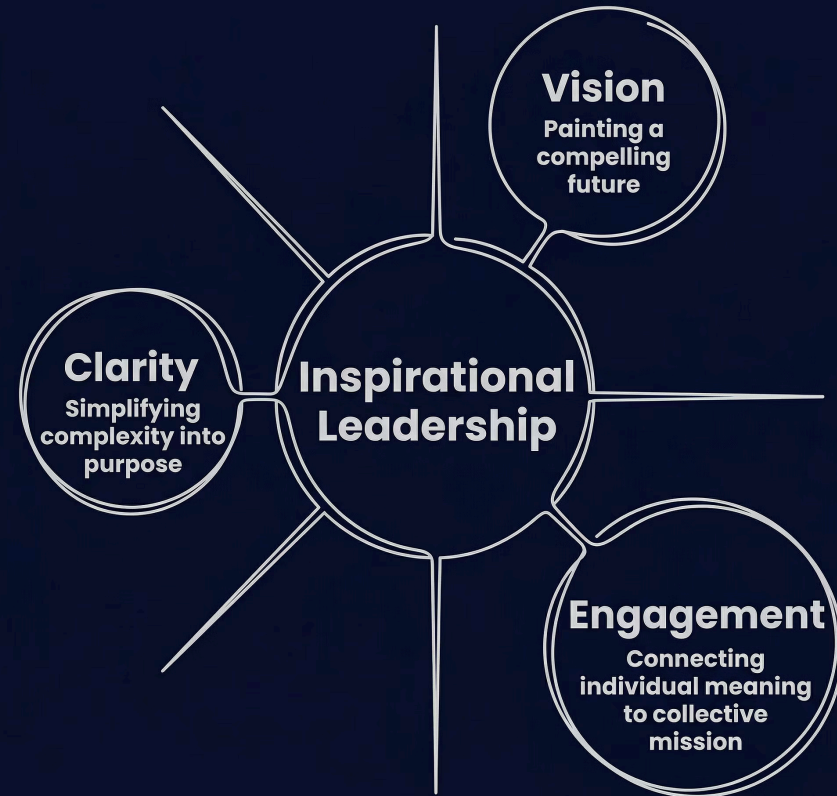 Vision
Painting a
compelling
future
Clarity
Simplifying
complexity into
purpose
Inspirational
Leadership
Engagement
Connecting
individual meaning
to collective
mission